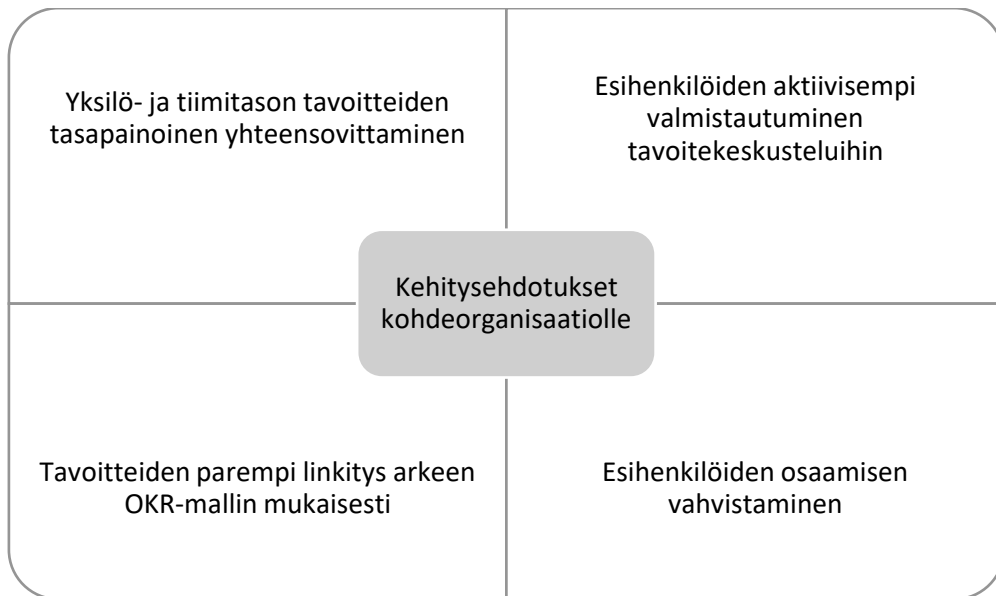 Yksilö- ja tiimitason tavoitteiden
tasapainoinen yhteensovittaminen
Esihenkilöiden aktiivisempi
valmistautuminen
tavoitekeskusteluihin
Kehitysehdotukset
kohdeorganisaatiolle
Tavoitteiden parempi linkitys arkeen
OKR-mallin mukaisesti
Esihenkilöiden osaamisen
vahvistaminen